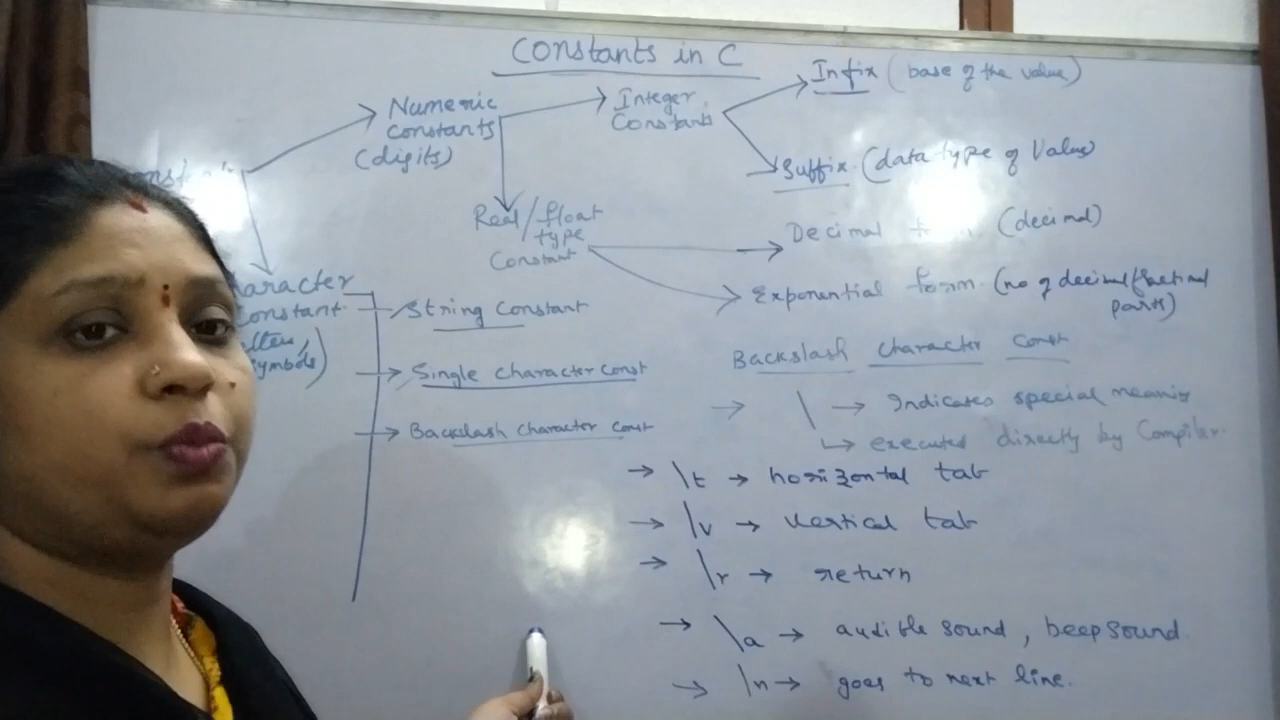 Constants in C
Numeric
constants
(digits)
Integer
Constants
Infix (base of the value)
Suffix (data type of Value)
Real/float
type
Constant
Decimal (decimal)
Exponential form (no of decimal/fractional
parts)
aracter
Constant
symbols)
String Constant
Single character const
Backslash character const
Backslash character const
→ \ → Indicates special meaning
↳ executed directly by Compiler.
→ \t → horizontal tab
→ \v → vertical tab
→ \r → return
→ \a → audible sound, beep sound.
→ \n → goes to next line.